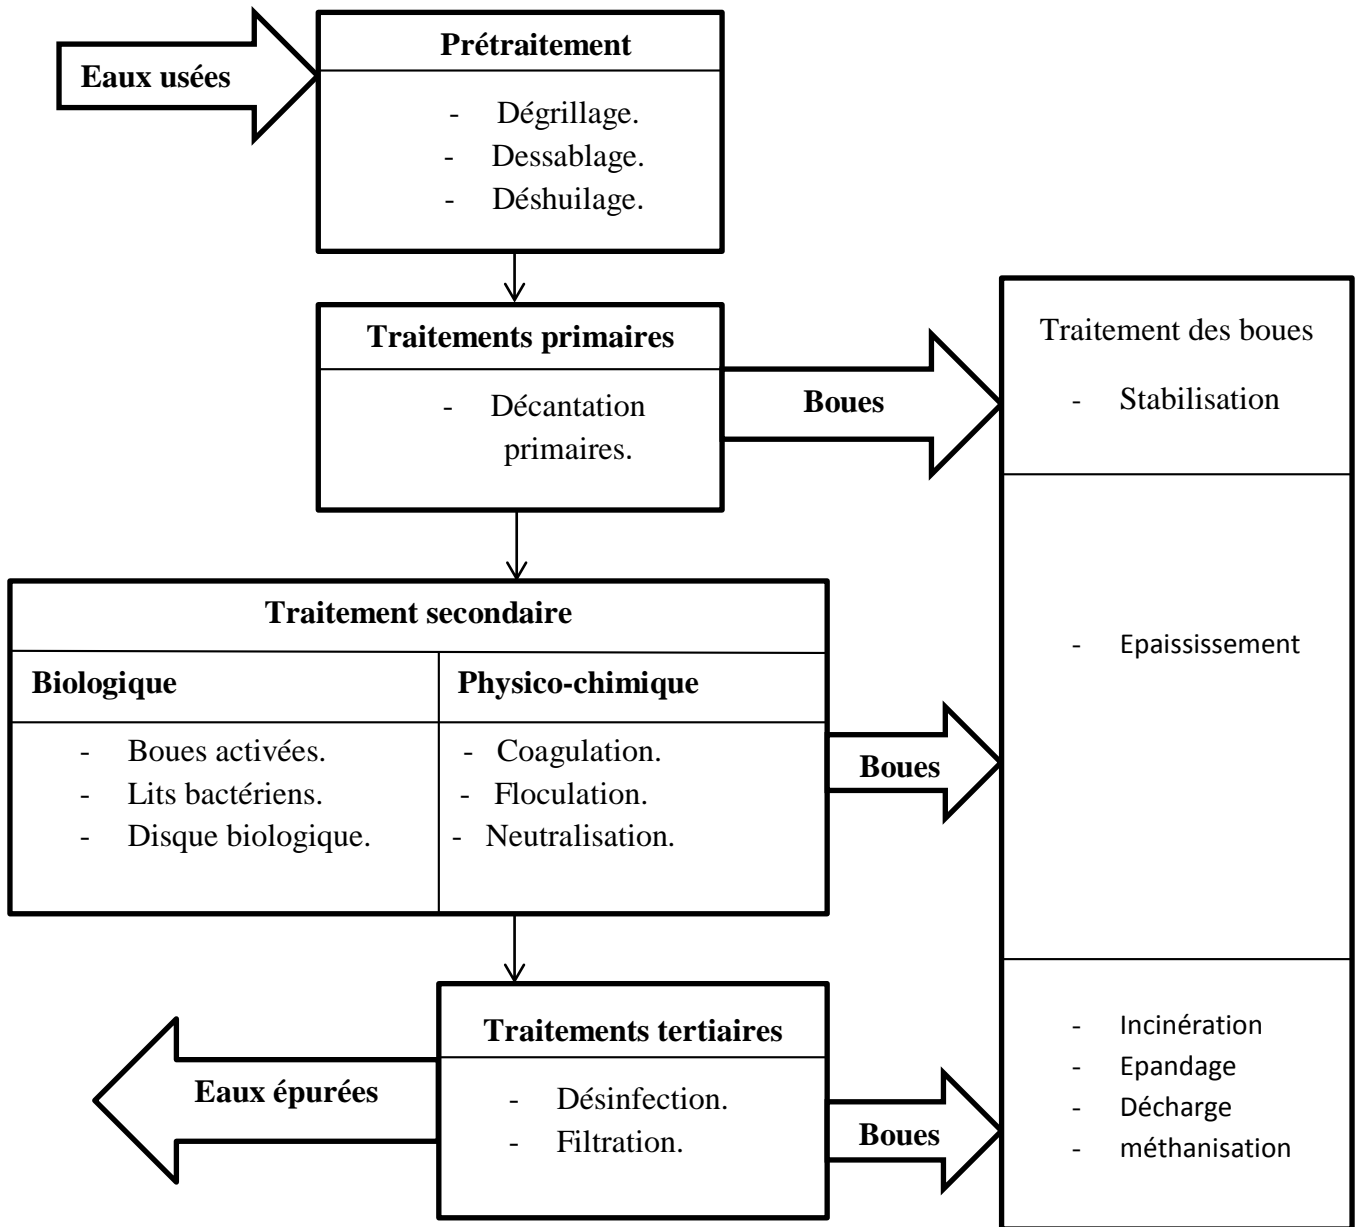 Eaux usées
Prétraitement
- Dégrillage.
- Dessablage.
- Déshuilage.
Traitements primaires
- Décantation
primaires.
Boues
Traitement des boues
- Stabilisation
Traitement secondaire
Biologique
- Boues activées.
- Lits bactériens.
- Disque biologique.
Physico-chimique
- Coagulation.
- Floculation.
- Neutralisation.
Boues
- Epaississement
Traitements tertiaires
- Désinfection.
- Filtration.
Eaux épurées
Boues
- Incinération
- Epandage
- Décharge
- méthanisation